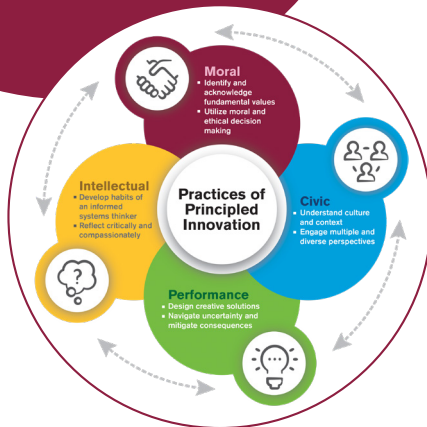 Moral
▪ Identify and
acknowledge
fundamental values
▪ Utilize moral and
ethical decision
making
Intellectual
▪ Develop habits of
an informed
systems thinker
▪ Reflect critically and
compassionately
Practices of
Principled
Innovation
Civic
▪ Understand culture
and context
▪ Engage multiple and
diverse perspectives
Performance
▪ Design creative solutions
▪ Navigate uncertainty and
mitigate consequences
?